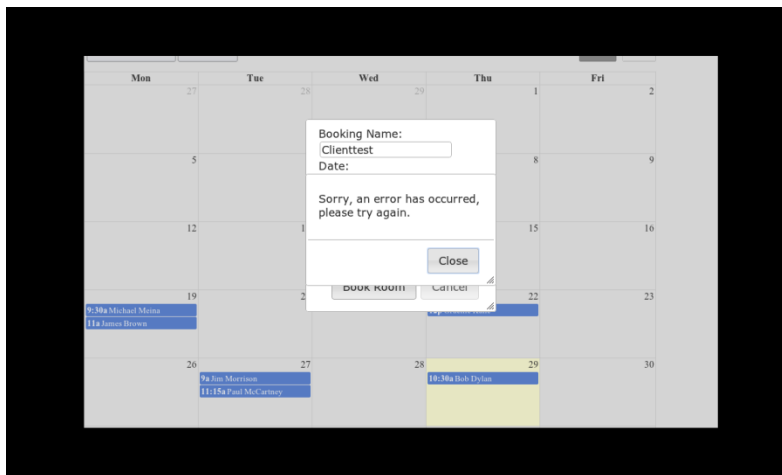 Mon Tue Wed Thu Fri
27 28 29 1 2
Booking Name:
Clienttest
Date:
5 8 9
Sorry, an error has occurred,
please try again.
12 15 16
Close
Book Room Cancel
19 22 23
9:30a Michael Meina
11a James Brown
26 27 28 29 30
9a Jim Morrison 10:30a Bob Dylan
11:15a Paul McCartney